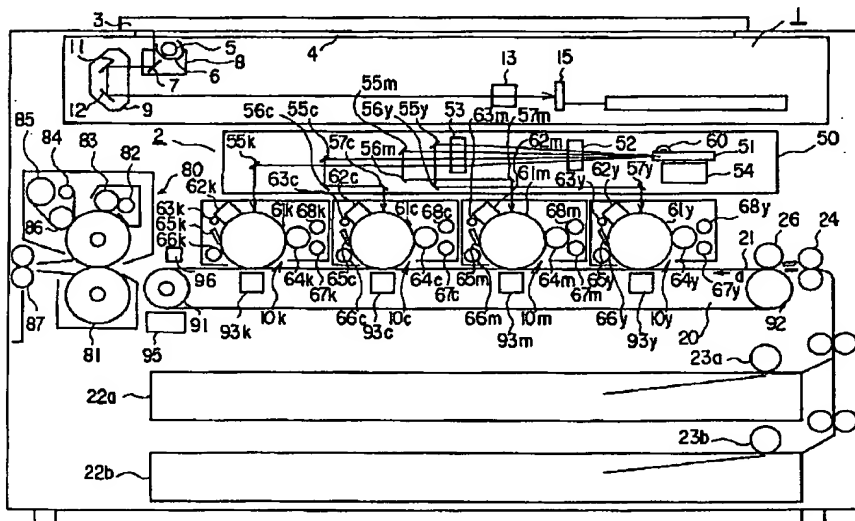 3 5 8 4 13 15 1
11 7 6
12 9
55m 63m
56c 55c 56y 55y 53 57m
2 55k 57c 56m 62m 52 60 51 50
85 84 83 82 80 63c 62c 61m 63y 62y 57y 54
62k 61k 68k 61c 68c 68m 61y 68y
63k 65k 66k 26 24
86 96 64k 67k 65c 64c 67c 65m 64m 67m 65y 64y 67y 21 a
87 81 91 95 93k 10k 66c 93c 10c 66m 93m 10m 66y 93y 10y 20 92
23a
22a
23b
22b